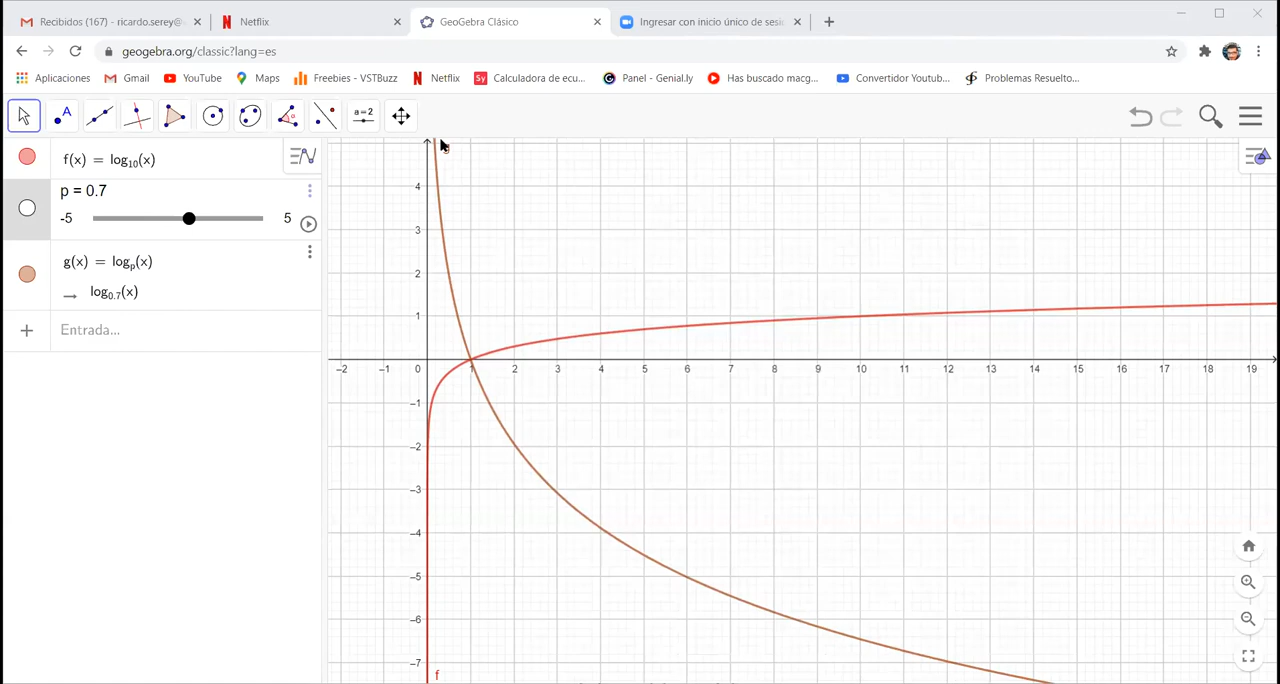 Recibidos (167) - ricardo.serey@
Netflix
GeoGebra Clásico
Ingresar con inicio único de sesi
geogebra.org/classic?lang=es
Aplicaciones Gmail YouTube Maps Freebies - VSTBuzz Netflix Calculadora de ecu... Panel - Genial.ly Has buscado macg... Convertidor Youtub... Problemas Resuelto...
A
a=2
f(x) = log10(x)
p = 0.7
-5
5
g(x) = logp(x)
→ log0.7(x)
+ Entrada...
4
3
2
1
−2 −1 0 1 2 3 4 5 6 7 8 9 10 11 12 13 14 15 16 17 18 19
−1
−2
−3
−4
−5
−6
−7
f